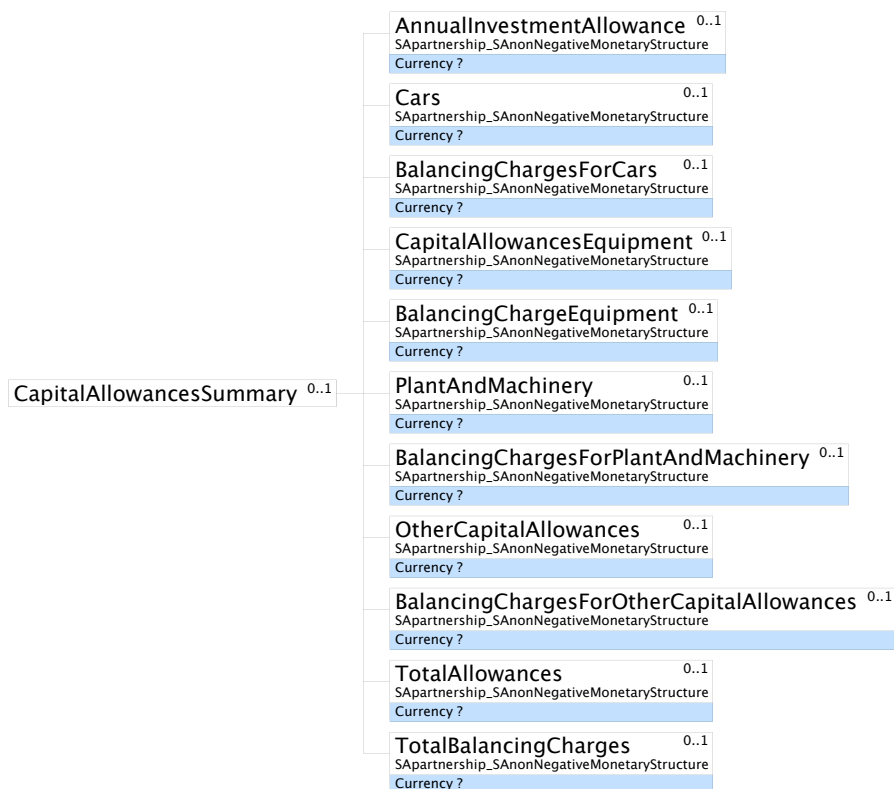 AnnualInvestmentAllowance 0..1
SApartnership_SAnonNegativeMonetaryStructure
Currency ?
Cars 0..1
SApartnership_SAnonNegativeMonetaryStructure
Currency ?
BalancingChargesForCars 0..1
SApartnership_SAnonNegativeMonetaryStructure
Currency ?
CapitalAllowancesEquipment 0..1
SApartnership_SAnonNegativeMonetaryStructure
Currency ?
BalancingChargeEquipment 0..1
SApartnership_SAnonNegativeMonetaryStructure
Currency ?
CapitalAllowancesSummary 0..1
PlantAndMachinery 0..1
SApartnership_SAnonNegativeMonetaryStructure
Currency ?
BalancingChargesForPlantAndMachinery 0..1
SApartnership_SAnonNegativeMonetaryStructure
Currency ?
OtherCapitalAllowances 0..1
SApartnership_SAnonNegativeMonetaryStructure
Currency ?
BalancingChargesForOtherCapitalAllowances 0..1
SApartnership_SAnonNegativeMonetaryStructure
Currency ?
TotalAllowances 0..1
SApartnership_SAnonNegativeMonetaryStructure
Currency ?
TotalBalancingCharges 0..1
SApartnership_SAnonNegativeMonetaryStructure
Currency ?